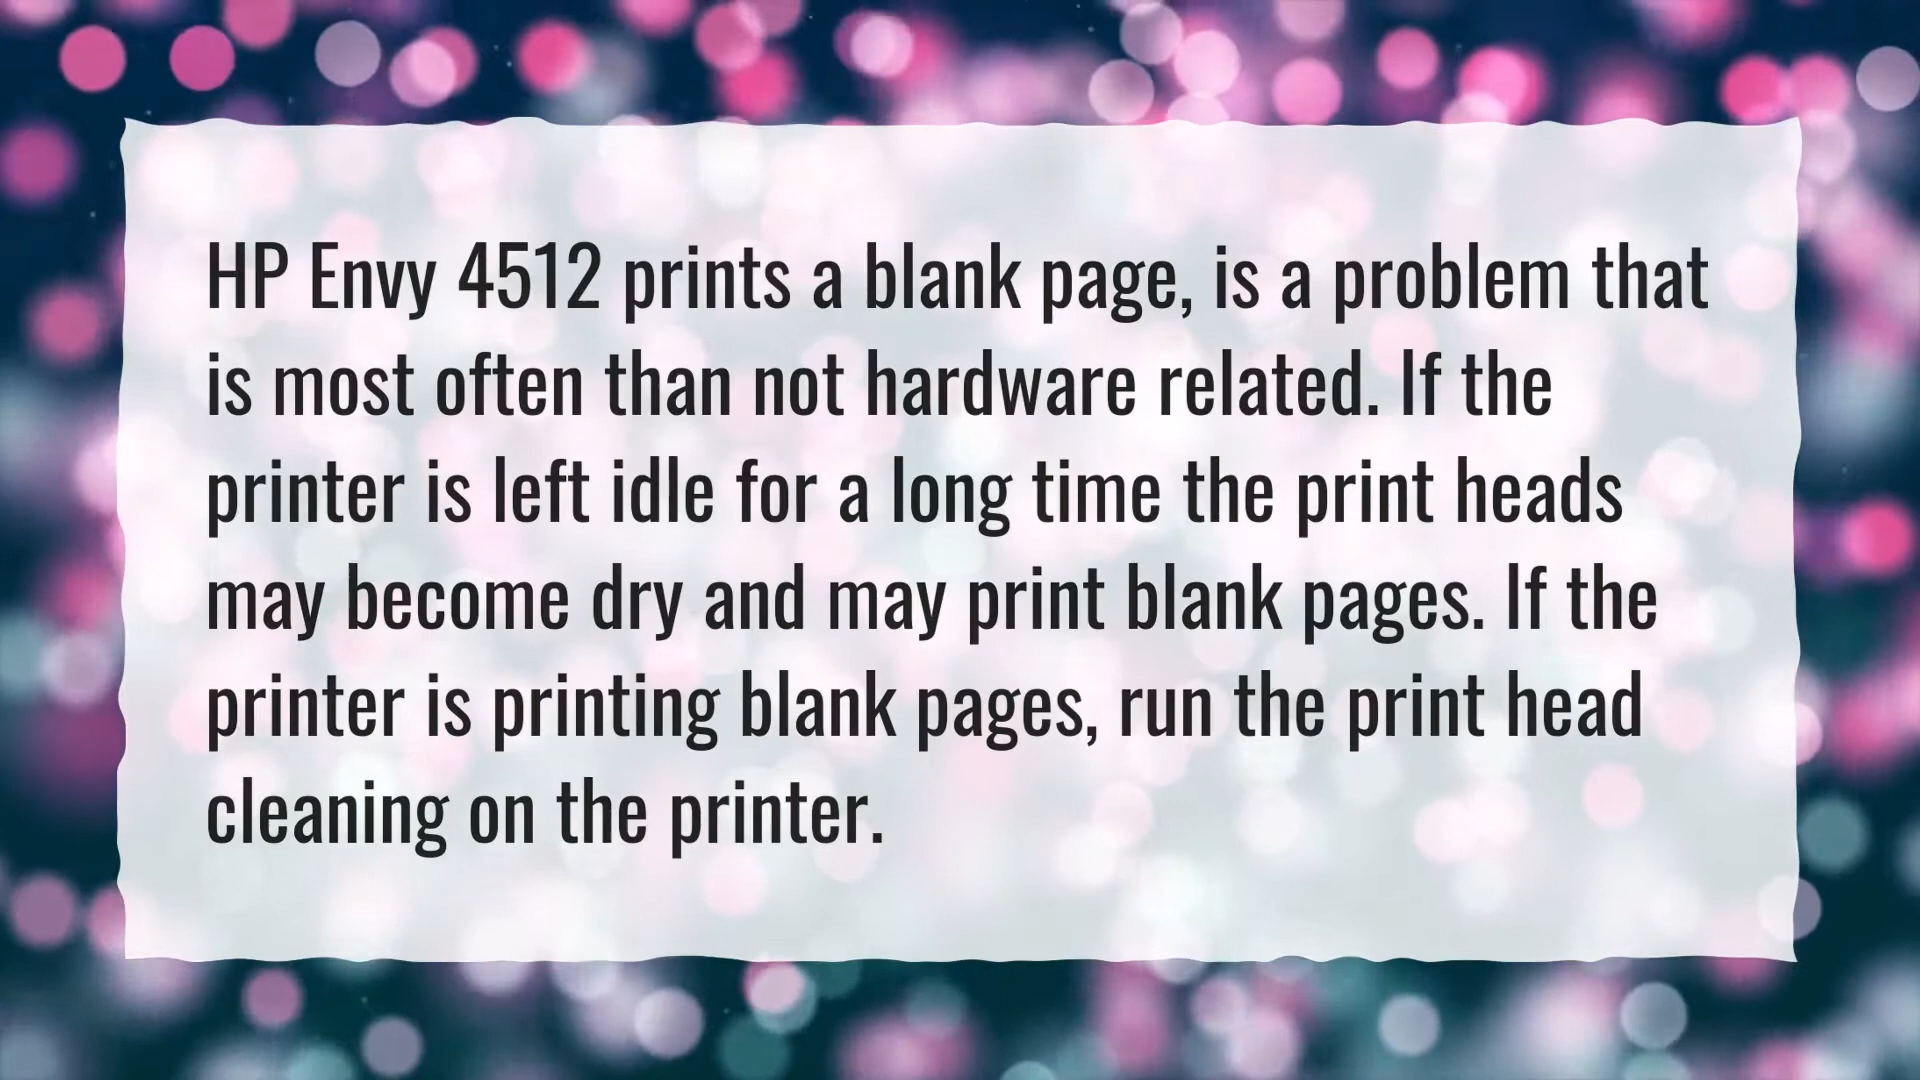 HP Envy 4512 prints a blank page, is a problem that
is most often than not hardware related. If the
printer is left idle for a long time the print heads
may become dry and may print blank pages. If the
printer is printing blank pages, run the print head
cleaning on the printer.